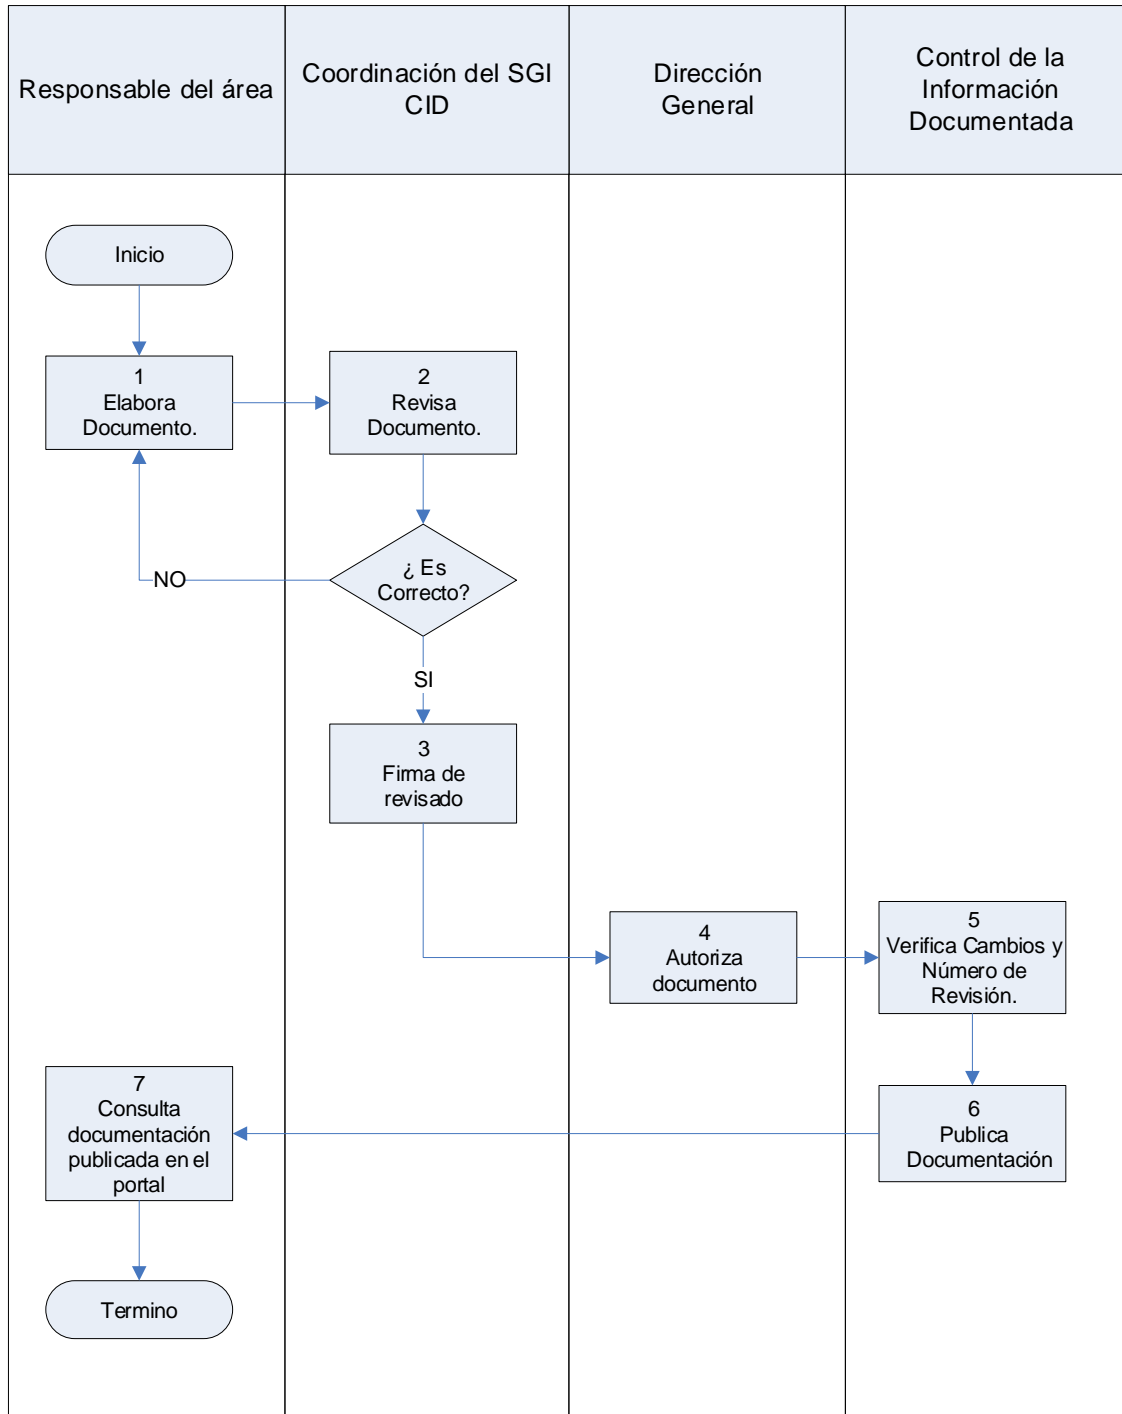 Responsable del área
Coordinación del SGI
CID
Dirección
General
Control de la
Información
Documentada
Inicio
1
Elabora
Documento.
2
Revisa
Documento.
¿ Es
Correcto?
NO
SI
3
Firma de
revisado
4
Autoriza
documento
5
Verifica Cambios y
Número de
Revisión.
6
Publica
Documentación
7
Consulta
documentación
publicada en el
portal
Termino